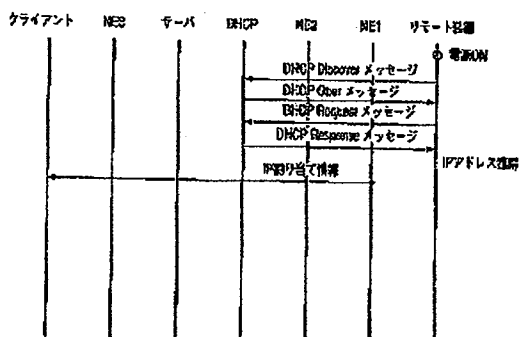 クライアント NE3 サーバ DHCP NE2 NE1 リモート装置
電源ON
DHCP Discover メッセージ
DHCP Offer メッセージ
DHCP Request メッセージ
DHCP Response メッセージ
IPアドレス獲得
IP割り当て情報